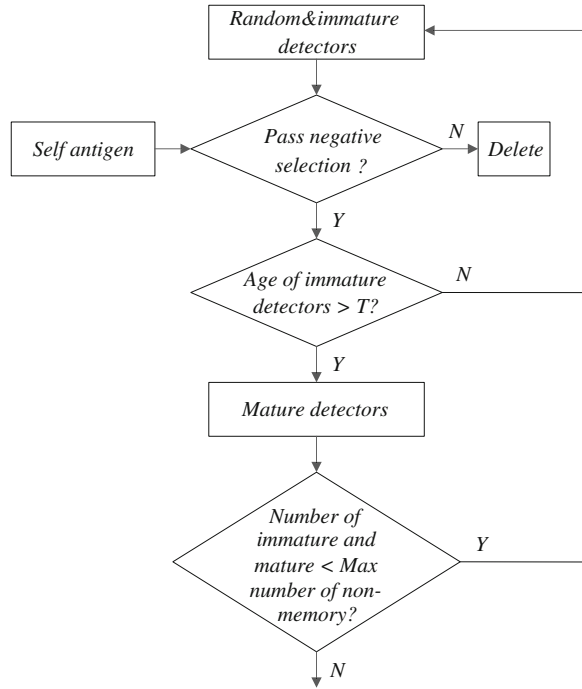 Random&immature
detectors
Self antigen
Pass negative
selection ?
N
Delete
Y
Age of immature
detectors > T?
N
Y
Mature detectors
Number of
immature and
mature < Max
number of non-
memory?
Y
N